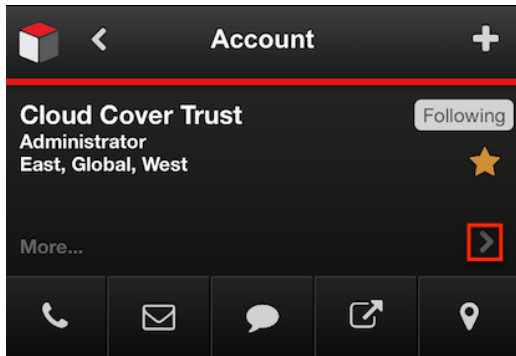 Account
Cloud Cover Trust
Following
Administrator
East, Global, West
More...